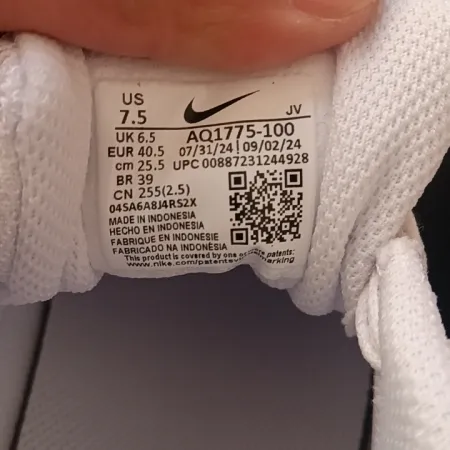 US
7.5
JV
UK 6.5
AQ1775-100
EUR 40.5
07/31/24 | 09/02/24
cm 25.5
UPC 00887231244928
BR 39
CN 255(2.5)
04SA6A8J4RS2X
MADE IN INDONESIA
HECHO EN INDONESIA
FABRIQUE EN INDONESIE
FABRICADO NA INDONÈSIA
This product is covered by one or more patents:
www.nike.com/patents marking